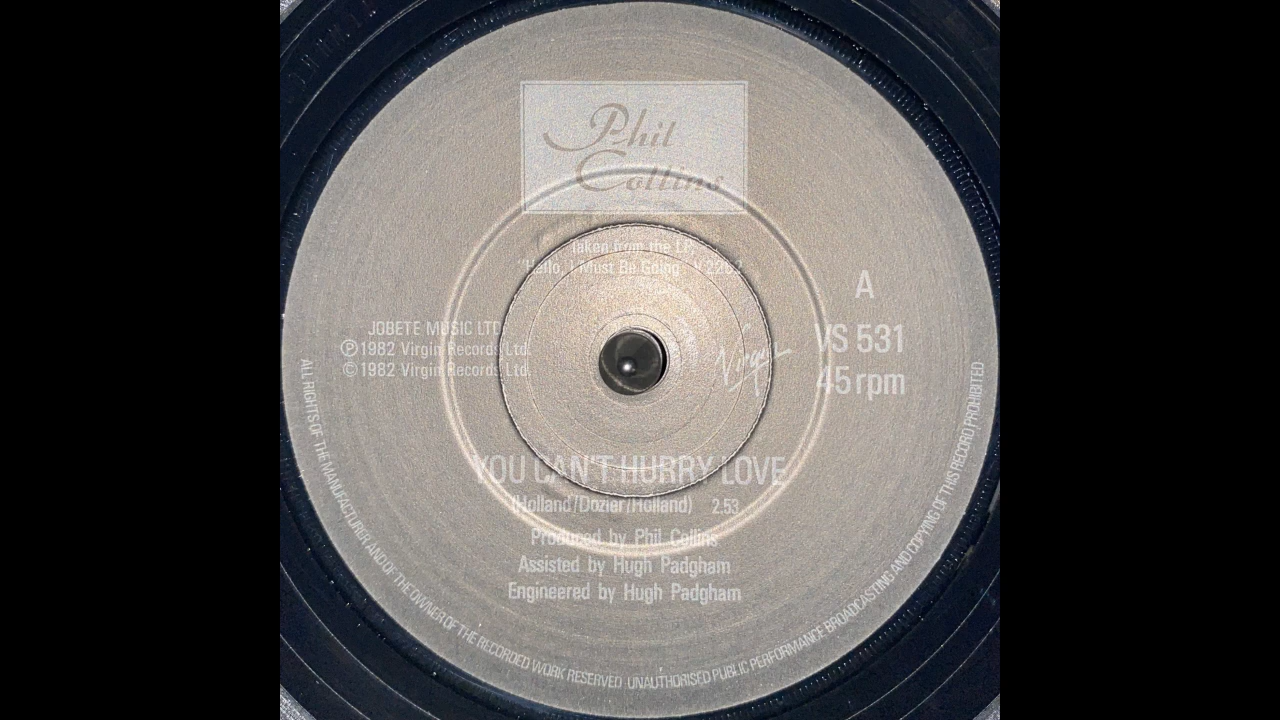 Phil
Collins
Taken from the LP,
"Hello, I Must Be Going"
A
VS 531
45 rpm
JOBETE MUSIC LTD
℗1982 Virgin Records Ltd.
©1982 Virgin Records Ltd.
Virgin
YOU CAN'T HURRY LOVE
(Holland/Dozier/Holland) 2.53
Produced by Phil Collins
Assisted by Hugh Padgham
Engineered by Hugh Padgham
ALL RIGHTS OF THE MANUFACTURER AND OF THE OWNER OF THE RECORDED WORK RESERVED UNAUTHORISED PUBLIC PERFORMANCE BROADCASTING AND COPYING OF THIS RECORD PROHIBITED